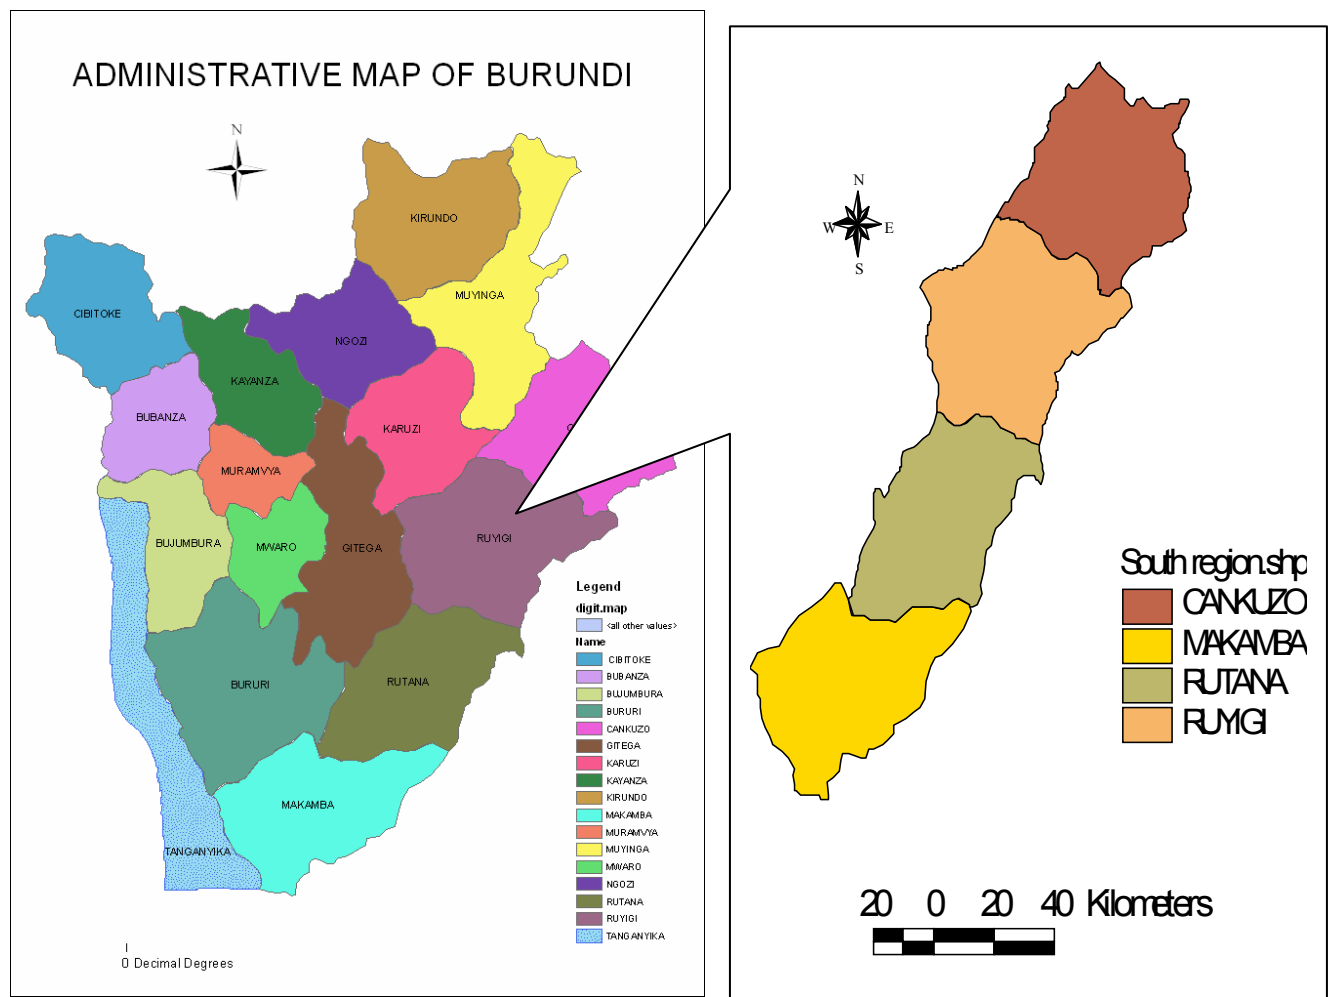 ADMINISTRATIVE MAP OF BURUNDI
N
KIRUNDO
MUYINGA
CIBITOKE
NGOZI
KAYANZA
BUBANZA
KARUZI
C
MURAMVYA
BUJUMBURA
MWARO
GITEGA
RUYIGI
BURURI
RUTANA
MAKAMBA
TANGANYIKA
0 Decimal Degrees
Legend
digit.map
<all other values>
Name
CIBITOKE
BUBANZA
BUJUMBURA
BURURI
CANKUZO
GITEGA
KARUZI
KAYANZA
KIRUNDO
MAKAMBA
MURAMVYA
MUYINGA
MWARO
NGOZI
RUTANA
RUYIGI
TANGANYIKA
N
W E
S
South region.shp
CANKUZO
MAKAMBA
RUTANA
RUYIGI
20 0 20 40 Kilometers